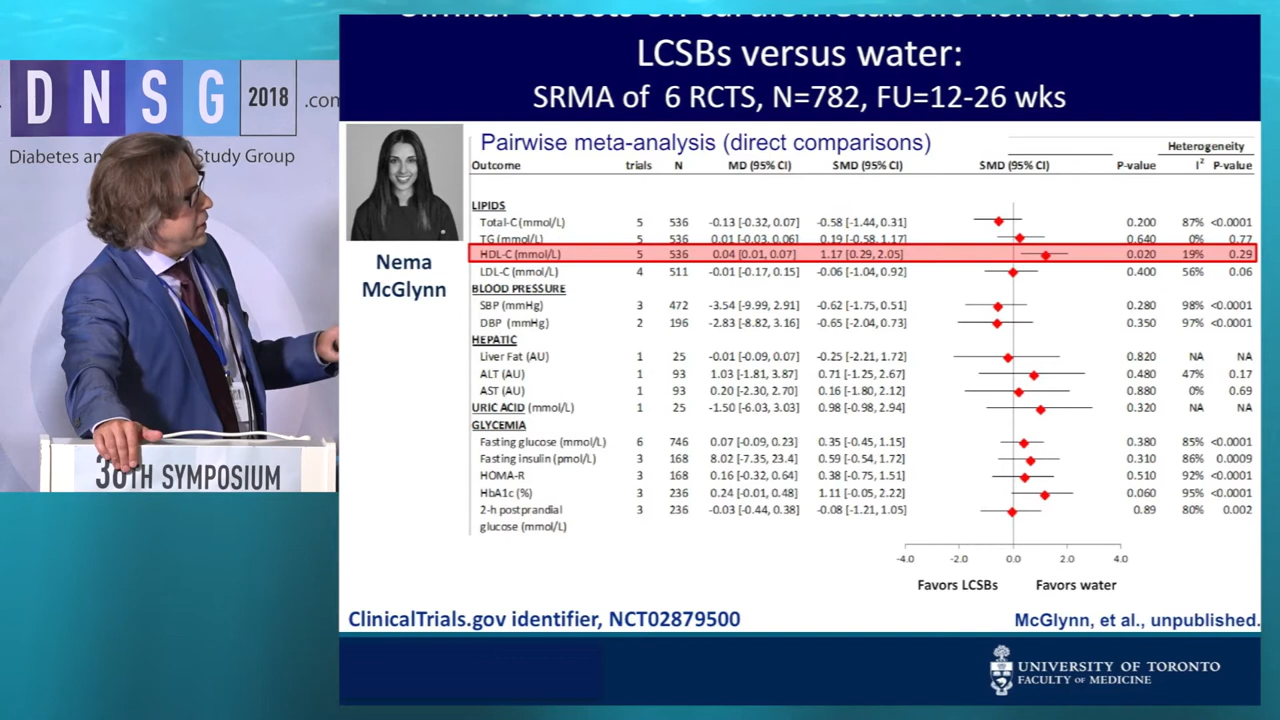 DNSG 2018 .com
Diabetes an Study Group
38TH SYMPOSIUM
LCSBs versus water:
SRMA of 6 RCTS, N=782, FU=12-26 wks
Nema
McGlynn
Pairwise meta-analysis (direct comparisons)
Heterogeneity
Outcome trials N MD (95% CI) SMD (95% CI) SMD (95% CI) P-value I² P-value
LIPIDS
Total-C (mmol/L) 5 536 -0.13 [-0.32, 0.07] -0.58 [-1.44, 0.31] 0.200 87% <0.0001
TG (mmol/L) 5 536 0.01 [-0.03, 0.06] 0.19 [-0.58, 1.17] 0.640 0% 0.77
HDL-C (mmol/L) 5 536 0.04 [0.01, 0.07] 1.17 [0.29, 2.05] 0.020 19% 0.29
LDL-C (mmol/L) 4 511 -0.01 [-0.17, 0.15] -0.06 [-1.04, 0.92] 0.400 56% 0.06
BLOOD PRESSURE
SBP (mmHg) 3 472 -3.54 [-9.99, 2.91] -0.62 [-1.75, 0.51] 0.280 98% <0.0001
DBP (mmHg) 2 196 -2.83 [-8.82, 3.16] -0.65 [-2.04, 0.73] 0.350 97% <0.0001
HEPATIC
Liver Fat (AU) 1 25 -0.01 [-0.09, 0.07] -0.25 [-2.21, 1.72] 0.820 NA NA
ALT (AU) 1 93 1.03 [-1.81, 3.87] 0.71 [-1.25, 2.67] 0.480 47% 0.17
AST (AU) 1 93 0.20 [-2.30, 2.70] 0.16 [-1.80, 2.12] 0.880 0% 0.69
URIC ACID (mmol/L) 1 25 -1.50 [-6.03, 3.03] 0.98 [-0.98, 2.94] 0.320 NA NA
GLYCEMIA
Fasting glucose (mmol/L) 6 746 0.07 [-0.09, 0.23] 0.35 [-0.45, 1.15] 0.380 85% <0.0001
Fasting insulin (pmol/L) 3 168 8.02 [-7.35, 23.4] 0.59 [-0.54, 1.72] 0.310 86% 0.0009
HOMA-R 3 168 0.16 [-0.32, 0.64] 0.38 [-0.75, 1.51] 0.510 92% <0.0001
HbA1c (%) 3 236 0.24 [-0.01, 0.48] 1.11 [-0.05, 2.22] 0.060 95% <0.0001
2-h postprandial 3 236 -0.03 [-0.44, 0.38] -0.08 [-1.21, 1.05] 0.89 80% 0.002
glucose (mmol/L)
-4.0 -2.0 0.0 2.0 4.0
Favors LCSBs Favors water
ClinicalTrials.gov identifier, NCT02879500
McGlynn, et al., unpublished.
UNIVERSITY OF TORONTO
FACULTY OF MEDICINE